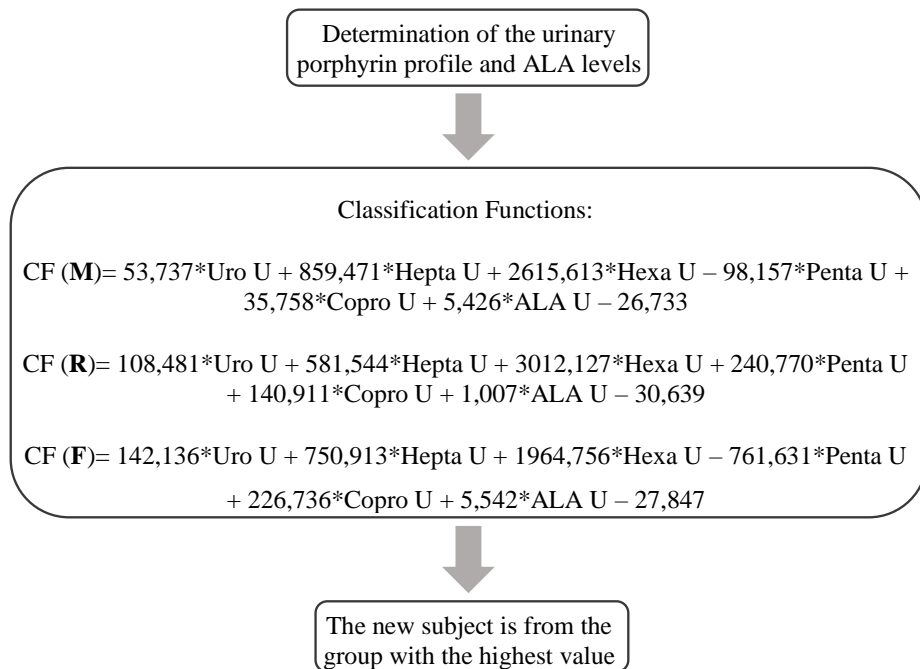 Determination of the urinary
porphyrin profile and ALA levels
Classification Functions:
CF (M)= 53,737*Uro U + 859,471*Hepta U + 2615,613*Hexa U – 98,157*Penta U +
35,758*Copro U + 5,426*ALA U – 26,733
CF (R)= 108,481*Uro U + 581,544*Hepta U + 3012,127*Hexa U + 240,770*Penta U
+ 140,911*Copro U + 1,007*ALA U – 30,639
CF (F)= 142,136*Uro U + 750,913*Hepta U + 1964,756*Hexa U – 761,631*Penta U
+ 226,736*Copro U + 5,542*ALA U – 27,847
The new subject is from the
group with the highest value